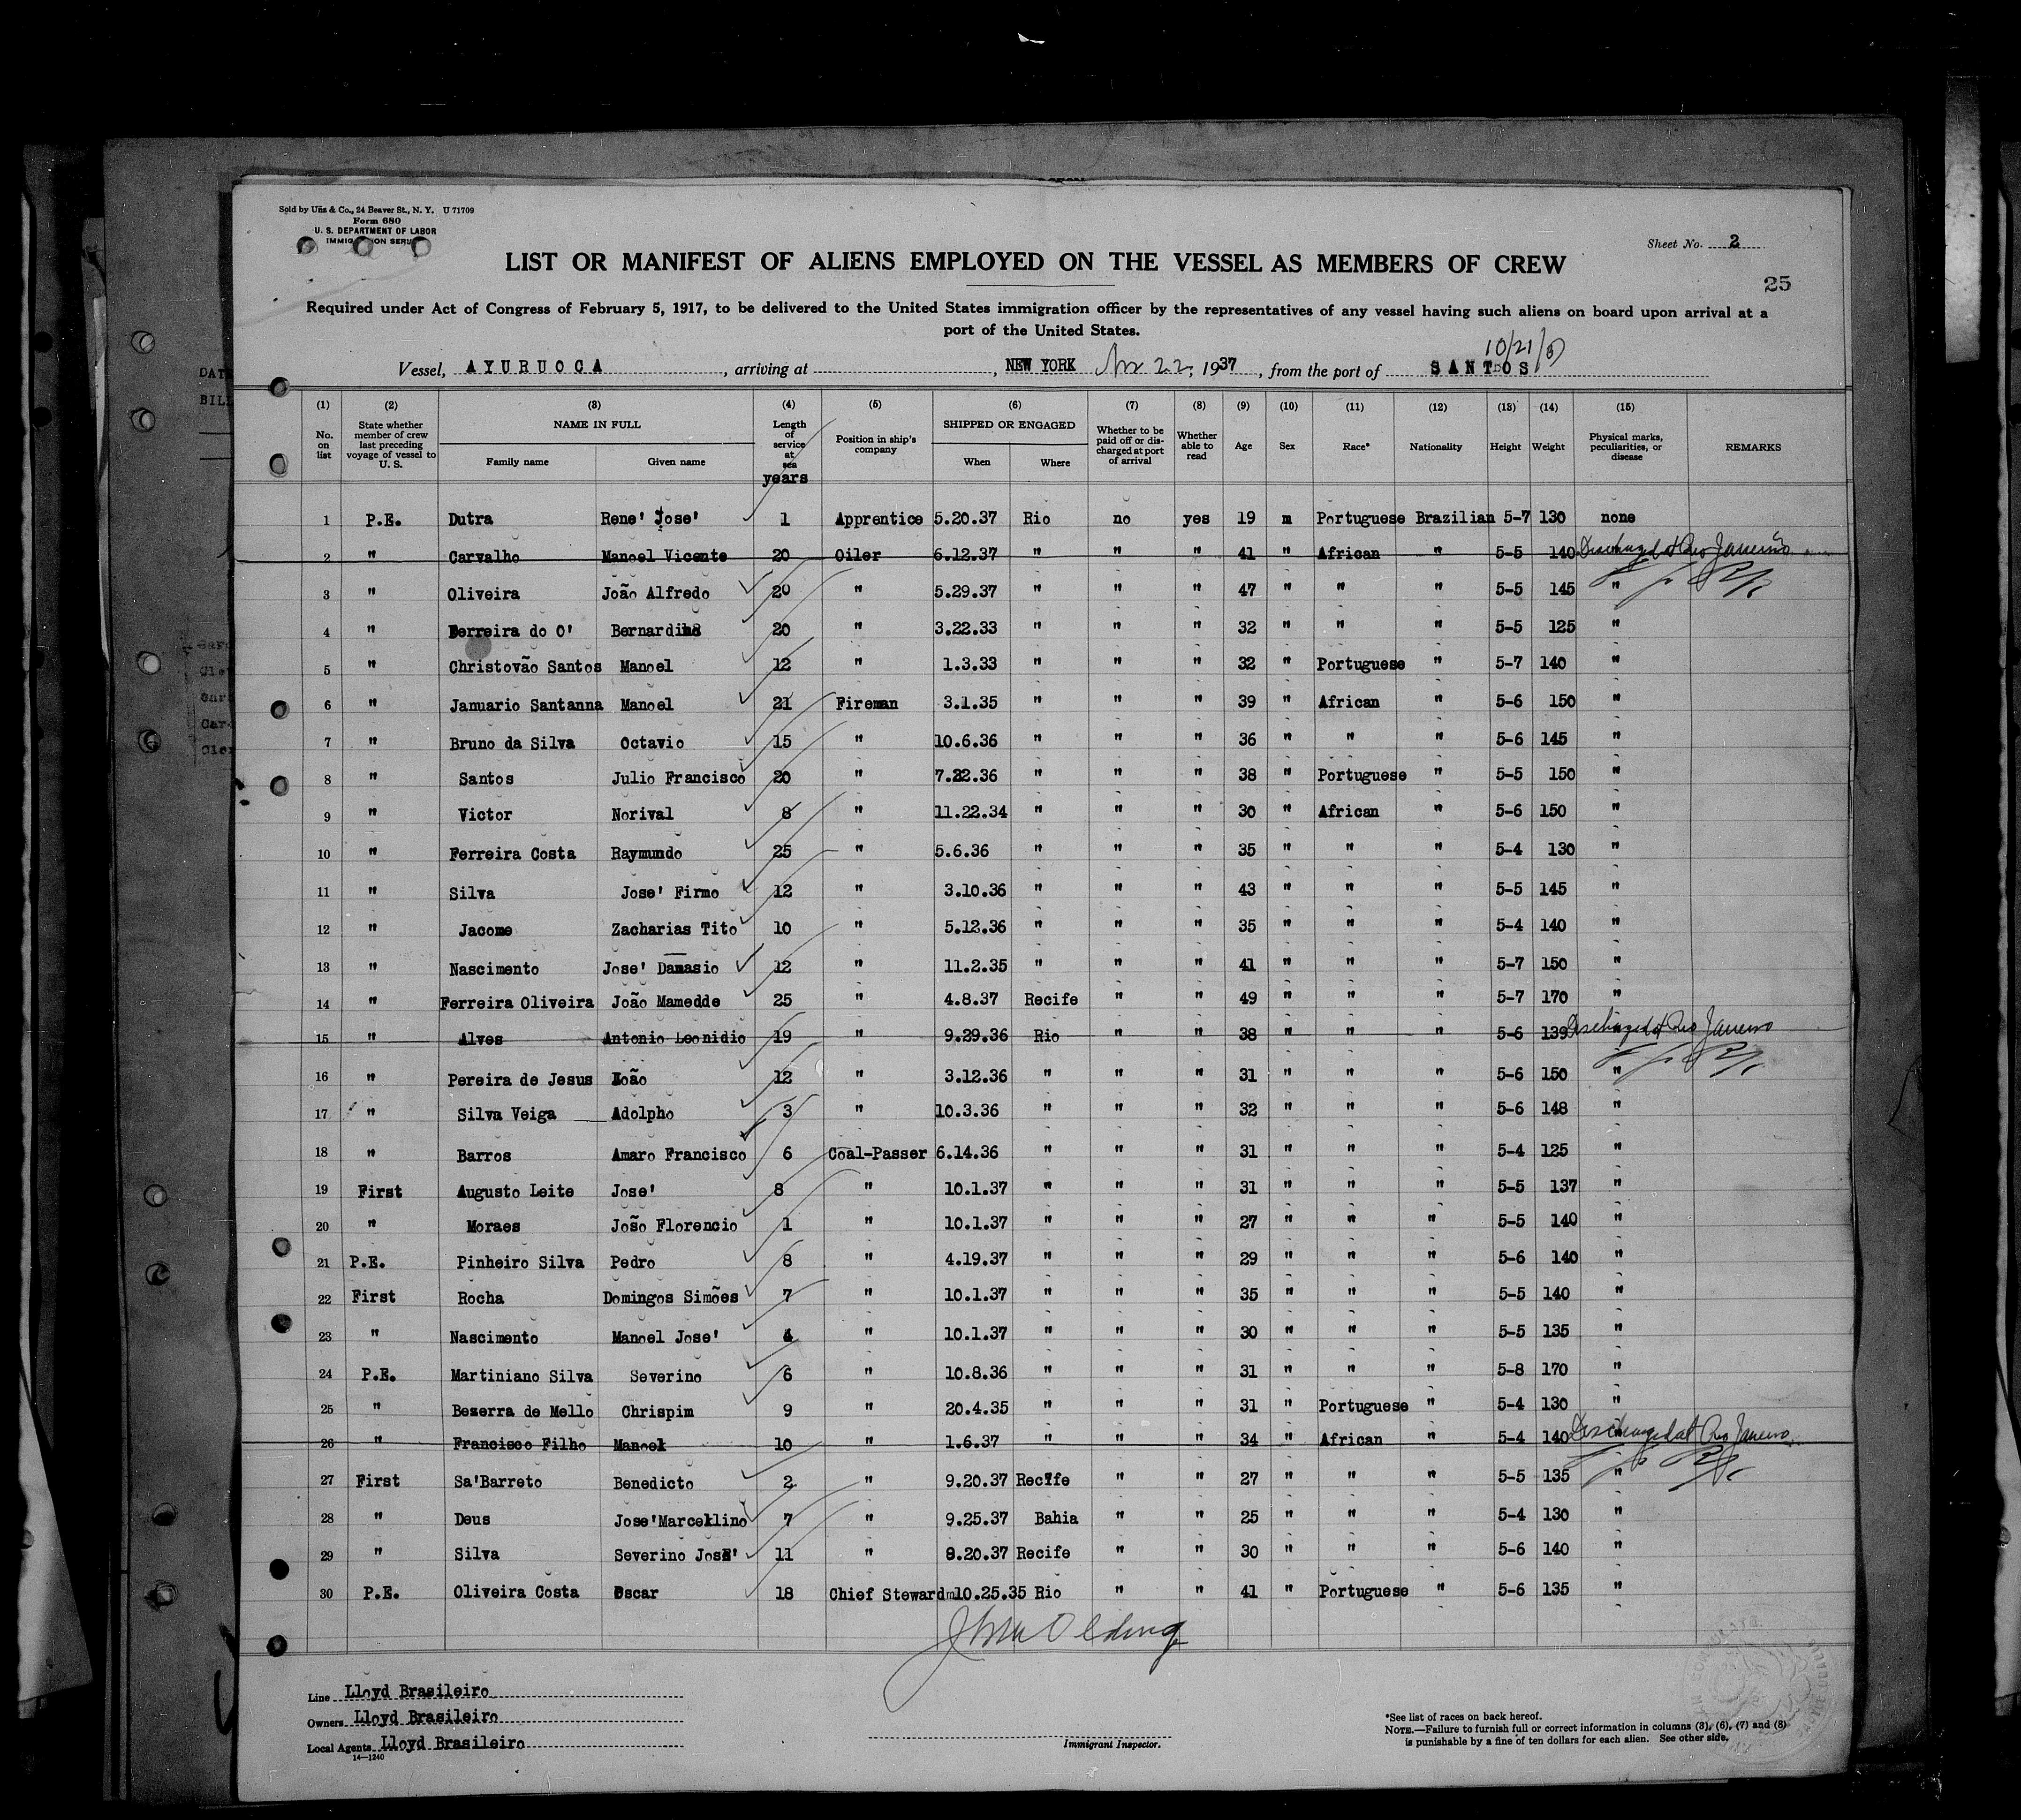 Sold by Unz & Co., 24 Beaver St., N. Y. U 71709
Form 680
U. S. DEPARTMENT OF LABOR
IMMIGRATION SERVICE
Sheet No. 2
LIST OR MANIFEST OF ALIENS EMPLOYED ON THE VESSEL AS MEMBERS OF CREW
25
Required under Act of Congress of February 5, 1917, to be delivered to the United States immigration officer by the representatives of any vessel having such aliens on board upon arrival at a
port of the United States.
10/21/
Vessel, AYURUOCA, arriving at , NEW YORK Nov 22, 1937, from the port of SANTOS
(1) (2) (3) (4) (5) (6) (7) (8) (9) (10) (11) (12) (13) (14) (15)
No. on list
State whether member of crew last preceding voyage of vessel to U. S.
NAME IN FULL
Family name Given name
Length of service at sea years
Position in ship's company
SHIPPED OR ENGAGED
When Where
Whether to be paid off or discharged at port of arrival
Whether able to read
Age Sex Race* Nationality Height Weight
Physical marks, peculiarities, or disease
REMARKS
1 P.E. Dutra Rene' Jose' 1 Apprentice 5.20.37 Rio no yes 19 m Portuguese Brazilian 5-7 130 none
2 " Carvalho Manoel Vicente 20 Oiler 6.12.37 " " " 41 " African " 5-5 140 Discharged at Rio Janeiro
3 " Oliveira João Alfredo 20 " 5.29.37 " " " 47 " " " 5-5 145 "
4 " Ferreira do O' Bernardino 20 " 3.22.33 " " " 32 " " " 5-5 125 "
5 " Christovão Santos Manoel 12 " 1.3.33 " " " 32 " Portuguese " 5-7 140 "
6 " Januario Santanna Manoel 21 Fireman 3.1.35 " " " 39 " African " 5-6 150 "
7 " Bruno da Silva Octavio 15 " 10.6.36 " " " 36 " " " 5-6 145 "
8 " Santos Julio Francisco 20 " 7.22.36 " " " 38 " Portuguese " 5-5 150 "
9 " Victor Norival 8 " 11.22.34 " " " 30 " African " 5-6 150 "
10 " Ferreira Costa Raymundo 25 " 5.6.36 " " " 35 " " " 5-4 130 "
11 " Silva Jose' Firmo 12 " 3.10.36 " " " 43 " " " 5-5 145 "
12 " Jacome Zacharias Tito 10 " 5.12.36 " " " 35 " " " 5-4 140 "
13 " Nascimento Jose' Damasio 12 " 11.2.35 " " " 41 " " " 5-7 150 "
14 " Ferreira Oliveira João Mamedde 25 " 4.8.37 Recife " " 49 " " " 5-7 170 "
15 " Alves Antonio Leonidio 19 " 9.29.36 Rio " " 38 " " " 5-6 139 Discharged at Rio Janeiro
16 " Pereira de Jesus João 12 " 3.12.36 " " " 31 " " " 5-6 150 "
17 " Silva Veiga Adolpho 3 " 10.3.36 " " " 32 " " " 5-6 148 "
18 " Barros Amaro Francisco 6 Coal-Passer 6.14.36 " " " 31 " " " 5-4 125 "
19 First Augusto Leite Jose' 8 " 10.1.37 " " " 31 " " " 5-5 137 "
20 " Moraes João Florencio 1 " 10.1.37 " " " 27 " " " 5-5 140 "
21 P.E. Pinheiro Silva Pedro 8 " 4.19.37 " " " 29 " " " 5-6 140 "
22 First Rocha Domingos Simões 7 " 10.1.37 " " " 35 " " " 5-5 140 "
23 " Nascimento Manoel Jose' 4 " 10.1.37 " " " 30 " " " 5-5 135 "
24 P.E. Martiniano Silva Severino 6 " 10.8.36 " " " 31 " " " 5-8 170 "
25 " Bezerra de Mello Chrispim 9 " 20.4.35 " " " 31 " Portuguese " 5-4 130 "
26 " Francisco Filho Manoel 10 " 1.6.37 " " " 34 " African " 5-4 140 Discharged at Rio Janeiro
27 First Sa'Barreto Benedicto 2 " 9.20.37 Recife " " 27 " " " 5-5 135 "
28 " Deus Jose'Marcellino 7 " 9.25.37 Bahia " " 25 " " " 5-4 130 "
29 " Silva Severino Jose' 11 " 8.20.37 Recife " " 30 " " " 5-6 140 "
30 P.E. Oliveira Costa Oscar 18 Chief Steward 10.25.35 Rio " " 41 " Portuguese " 5-6 135 "
Line Lloyd Brasileiro
Owners Lloyd Brasileiro
Local Agents Lloyd Brasileiro
14—1240
Immigrant Inspector.
*See list of races on back hereof.
NOTE.—Failure to furnish full or correct information in columns (3), (6), (7) and (8)
is punishable by a fine of ten dollars for each alien. See other side.